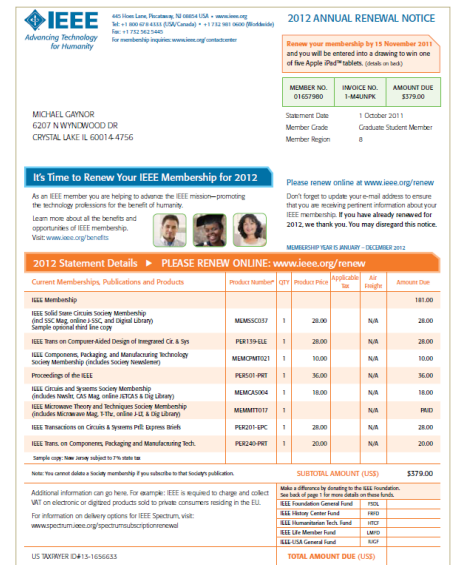 IEEE
Advancing Technology
for Humanity
445 Hoes Lane, Piscataway, NJ 08854 USA • www.ieee.org
Tel: +1 800 678 4333 (USA/Canada) • +1 732 981 0600 (Worldwide)
Fax: +1 732 562 5445
For membership inquiries: www.ieee.org/contactcenter
2012 ANNUAL RENEWAL NOTICE
Renew your membership by 15 November 2011
and you will be entered into a drawing to win one
of five Apple iPad™ tablets. (details on back)
MEMBER NO. INVOICE NO. AMOUNT DUE
01657980 1-M4UNPK $379.00
MICHAEL GAYNOR
6207 N WYNDWOOD DR
CRYSTAL LAKE IL 60014-4756
Statement Date 1 October 2011
Member Grade Graduate Student Member
Member Region 8
It's Time to Renew Your IEEE Membership for 2012
As an IEEE member you are helping to advance the IEEE mission—promoting
the technology professions for the benefit of humanity.
Learn more about all the benefits and
opportunities of IEEE membership.
Visit: www.ieee.org/benefits
Please renew online at www.ieee.org/renew
Don't forget to update your e-mail address to ensure
that you are receiving pertinent information about your
IEEE membership. If you have already renewed for
2012, we thank you. You may disregard this notice.
MEMBERSHIP YEAR IS JANUARY – DECEMBER 2012
2012 Statement Details ▶ PLEASE RENEW ONLINE: www.ieee.org/renew
Current Memberships, Publications and Products Product Number* QTY Product Price Applicable Tax Air Freight Amount Due
IEEE Membership 181.00
IEEE Solid State Circuits Society Membership
(incl SSC Mag, online J-SSC, and Digital Library) MEMSSC037 1 28.00 N/A 28.00
Sample optional third line copy
IEEE Trans on Computer-Aided Design of Integrated Cir. & Sys PER139-ELE 1 28.00 N/A 28.00
IEEE Components, Packaging, and Manufacturing Technology
Society Membership (includes Society Newsletter) MEMCPMT021 1 10.00 N/A 10.00
Proceedings of the IEEE PER501-PRT 1 36.00 N/A 36.00
IEEE Circuits and Systems Society Membership
(includes Nwsltr, CAS Mag, online JETCAS & Dig Library) MEMCAS004 1 18.00 N/A 18.00
IEEE Microwave Theory and Techniques Society Membership
(includes Microwave Mag, T-Thz, online J-LT, & Dig Library) MEMMTT017 1 N/A PAID
IEEE Transactions on Circuits & Systems Pt II: Express Briefs PER201-EPC 1 28.00 N/A 28.00
IEEE Trans. on Components, Packaging and Manufacturing Tech. PER240-PRT 1 20.00 N/A 20.00
Sample copy: New Jersey subject to 7% state tax
Note: You cannot delete a Society membership if you subscribe to that Society's publication.
SUBTOTAL AMOUNT (US$) $379.00
Additional information can go here. For example: IEEE is required to charge and collect
VAT on electronic or digitized products sold to private consumers residing in the EU.
For information on delivery options for IEEE Spectrum, visit:
www.spectrum.ieee.org/spectrumsubscriptionrenewal
Make a difference by donating to the IEEE Foundation.
See back of page 1 for more details on these funds.
IEEE Foundation General Fund
IEEE History Center Fund
IEEE Humanitarian Tech. Fund HTCF
IEEE Life Member Fund LMFD
IEEE-USA General Fund
US TAXPAYER ID#13-1656633
TOTAL AMOUNT DUE (US$)